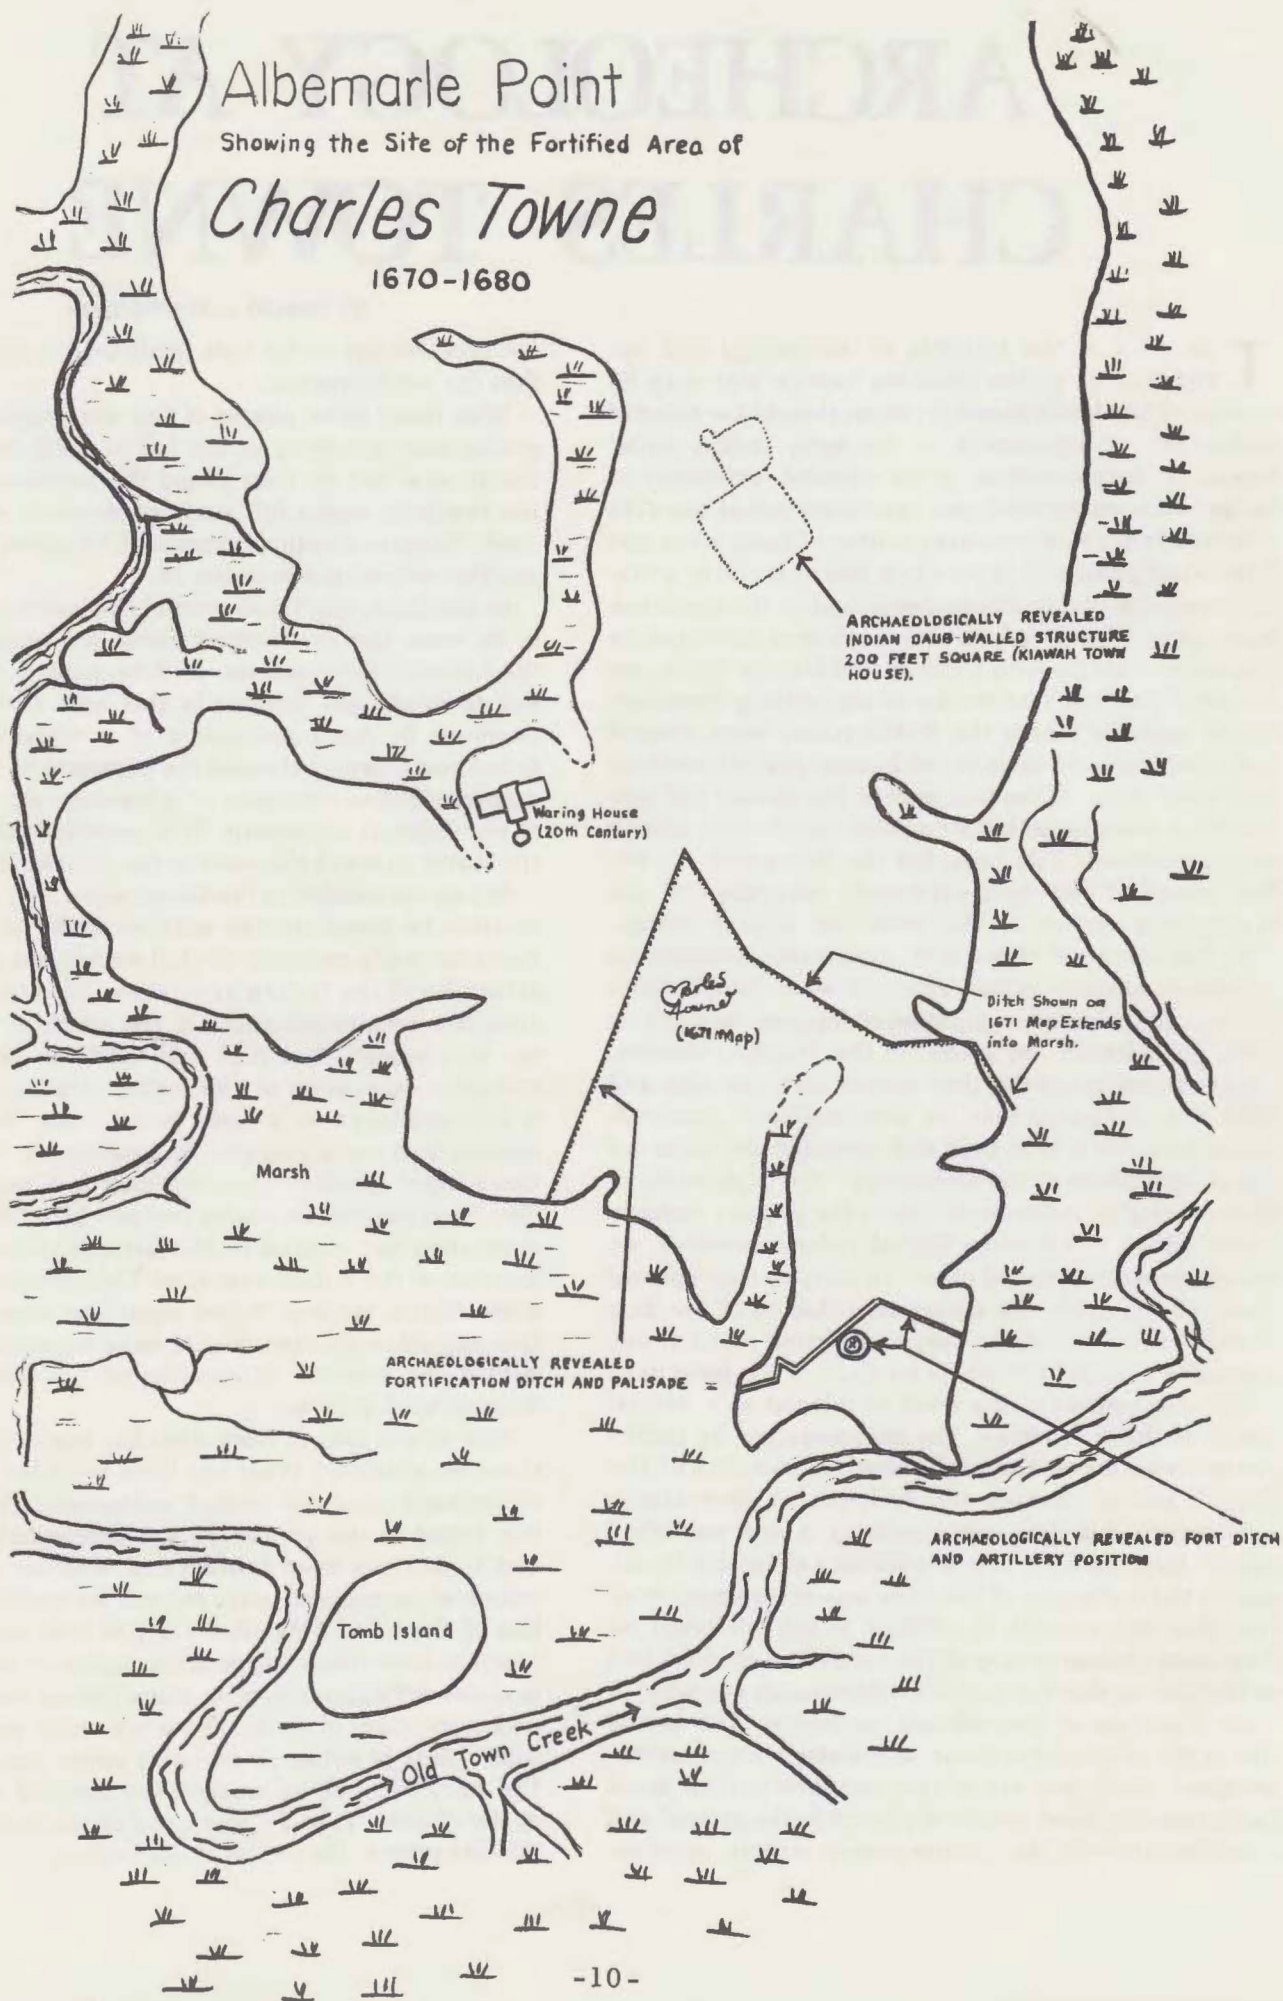 Albemarle Point
Showing the Site of the Fortified Area of
Charles Towne
1670-1680
ARCHAEOLOGICALLY REVEALED
INDIAN DAUB-WALLED STRUCTURE
200 FEET SQUARE (KIAWAH TOWN
HOUSE).
Waring House
(20th Century)
Towne
(1671 Map)
Ditch Shown on
1671 Map Extends
into Marsh.
Marsh
ARCHAEOLOGICALLY REVEALED
FORTIFICATION DITCH AND PALISADE =
ARCHAEOLOGICALLY REVEALED FORT DITCH
AND ARTILLERY POSITION
Tomb Island
Old Town Creek
-10-